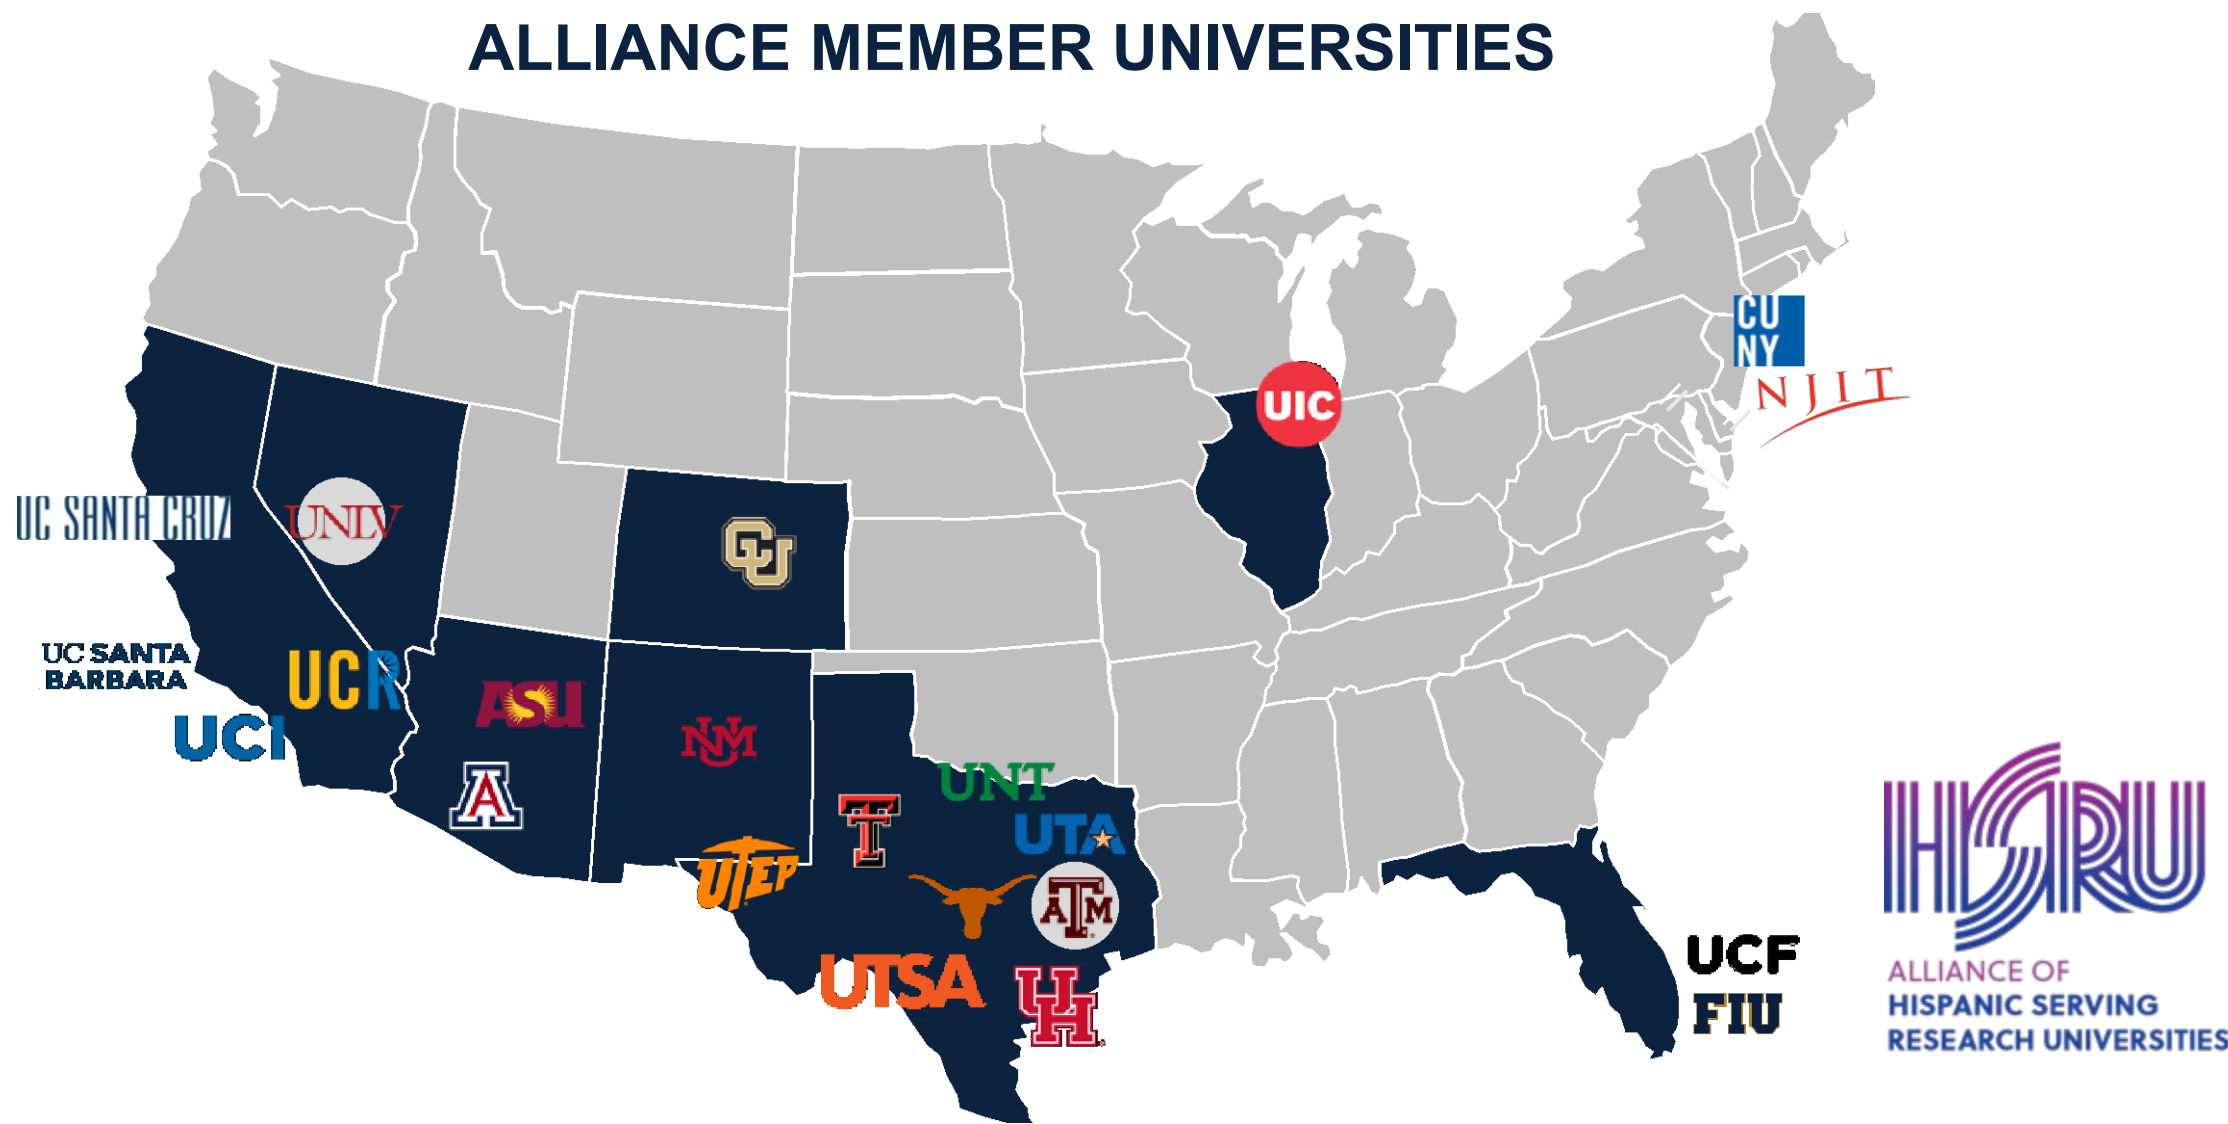 ALLIANCE MEMBER UNIVERSITIES
CU
NY
NJIT
UIC
UC SANTA CRUZ
UNLV
CU
UC SANTA
BARBARA
UCR
UCI
ASU
A
NM
UNT
T
UTA
UTEP
ATM
UTSA
UH
UCF
FIU
HSRU
ALLIANCE OF
HISPANIC SERVING
RESEARCH UNIVERSITIES